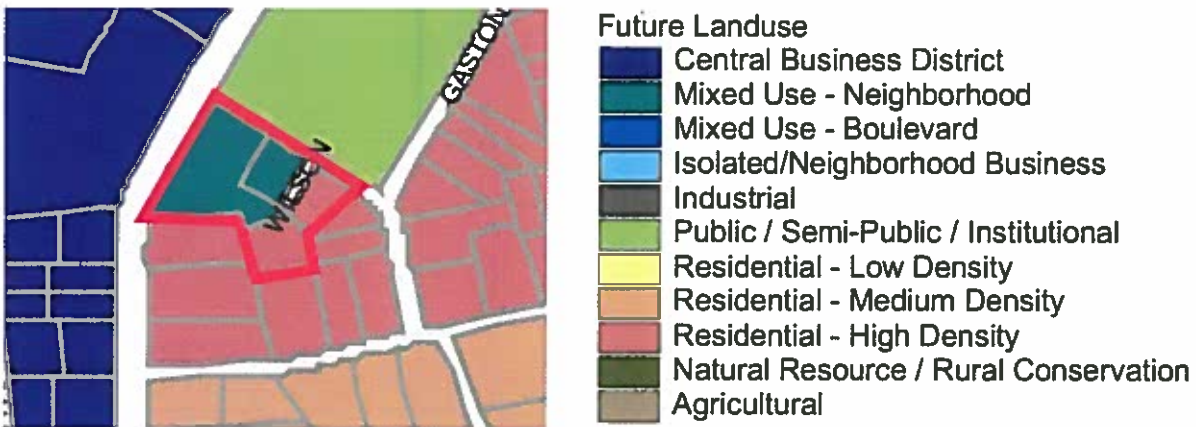 GASTON
WIESUV
Future Landuse
Central Business District
Mixed Use - Neighborhood
Mixed Use - Boulevard
Isolated/Neighborhood Business
Industrial
Public / Semi-Public / Institutional
Residential - Low Density
Residential - Medium Density
Residential - High Density
Natural Resource / Rural Conservation
Agricultural